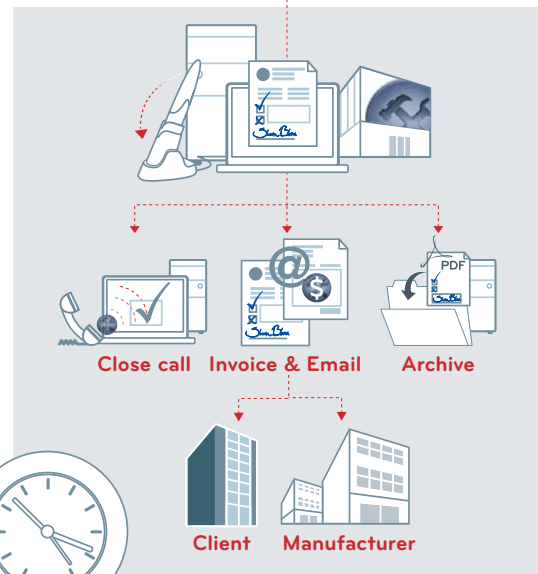 @
$
PDF
Close call
Invoice & Email
Archive
Client
Manufacturer